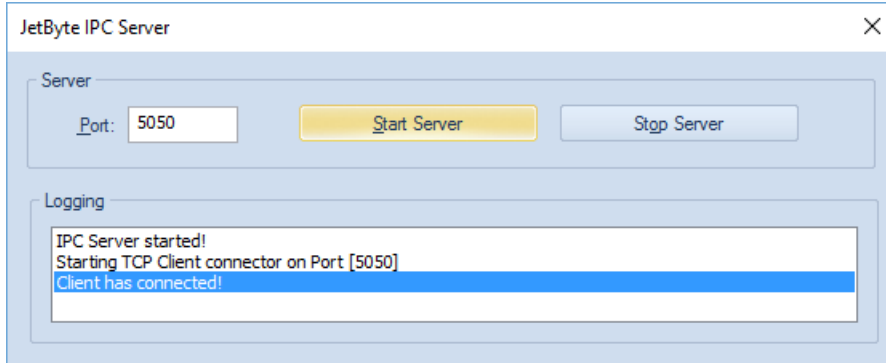 JetByte IPC Server
Server
Port: 5050 Start Server Stop Server
Logging
IPC Server started!
Starting TCP Client connector on Port [5050]
Client has connected!